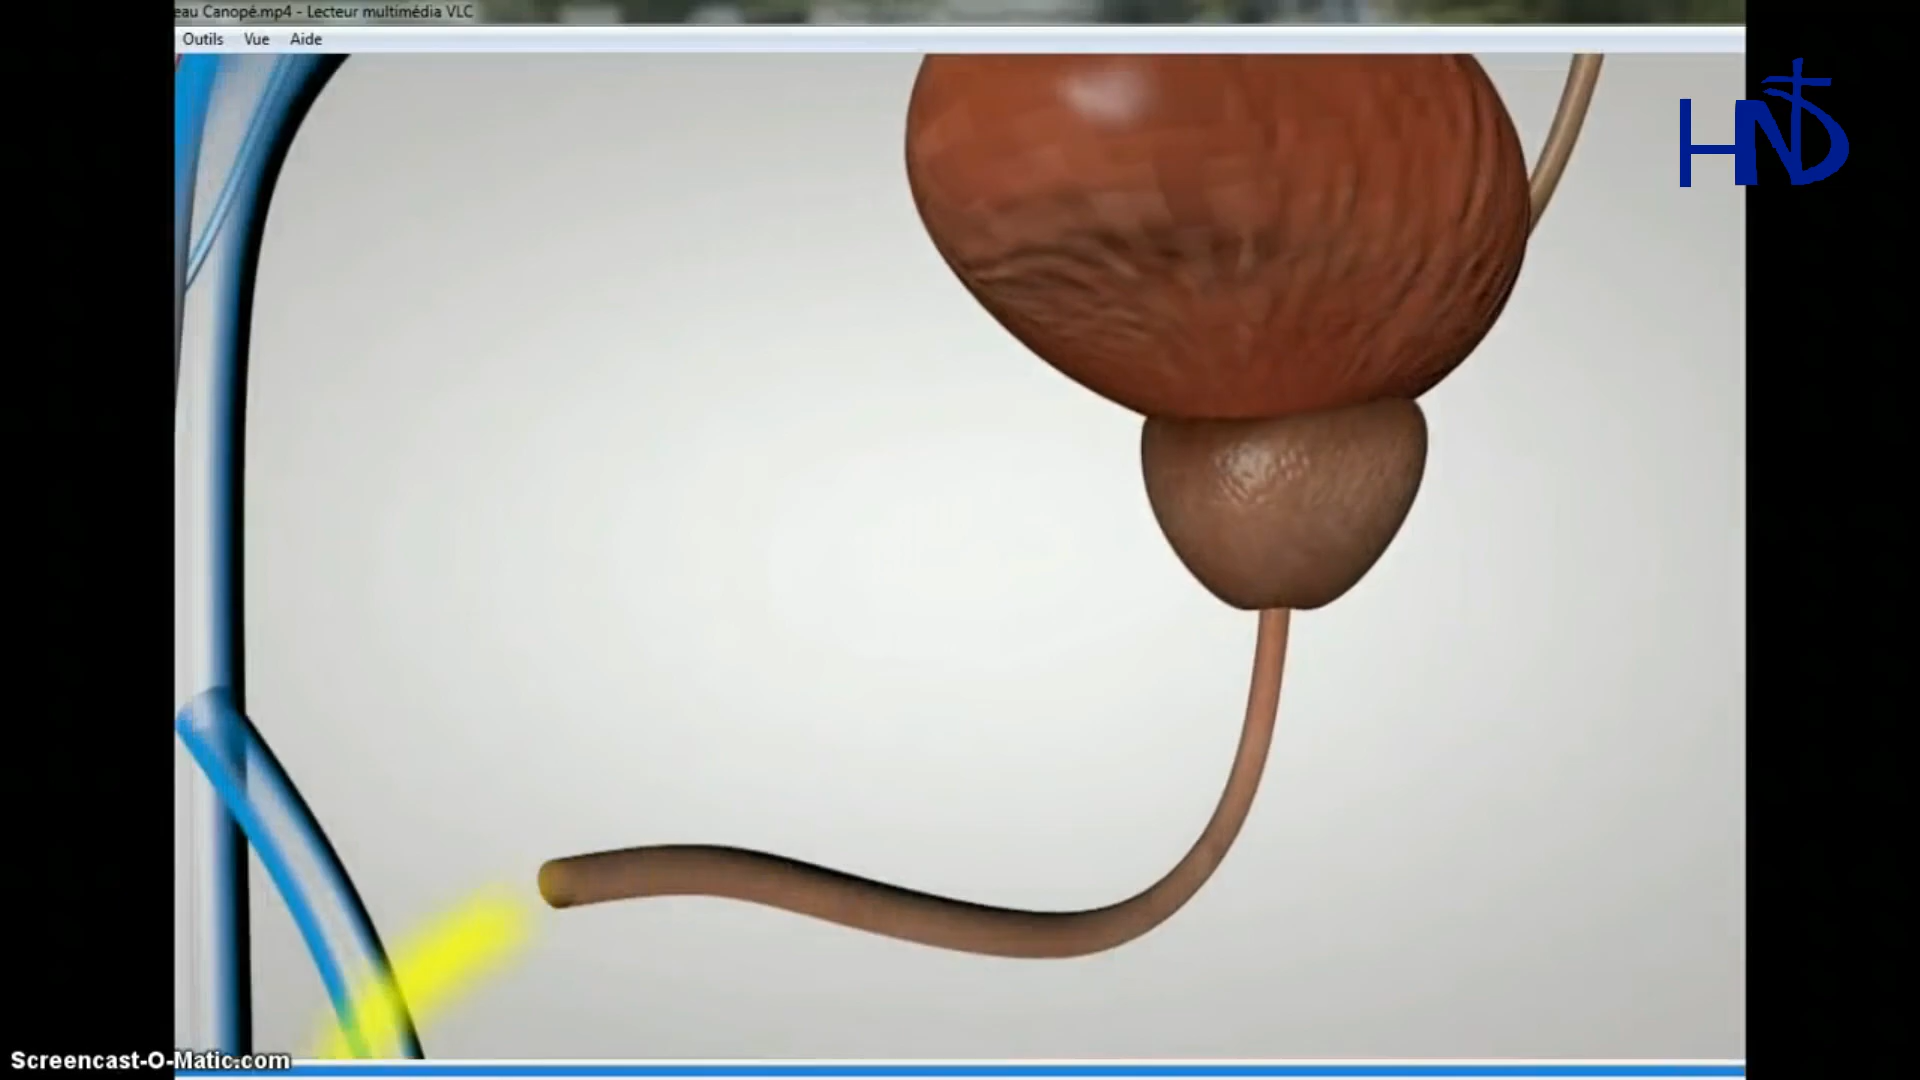 eau Canopé.mp4 - Lecteur multimédia VLC
Outils Vue Aide
HND
Screencast-O-Matic.com